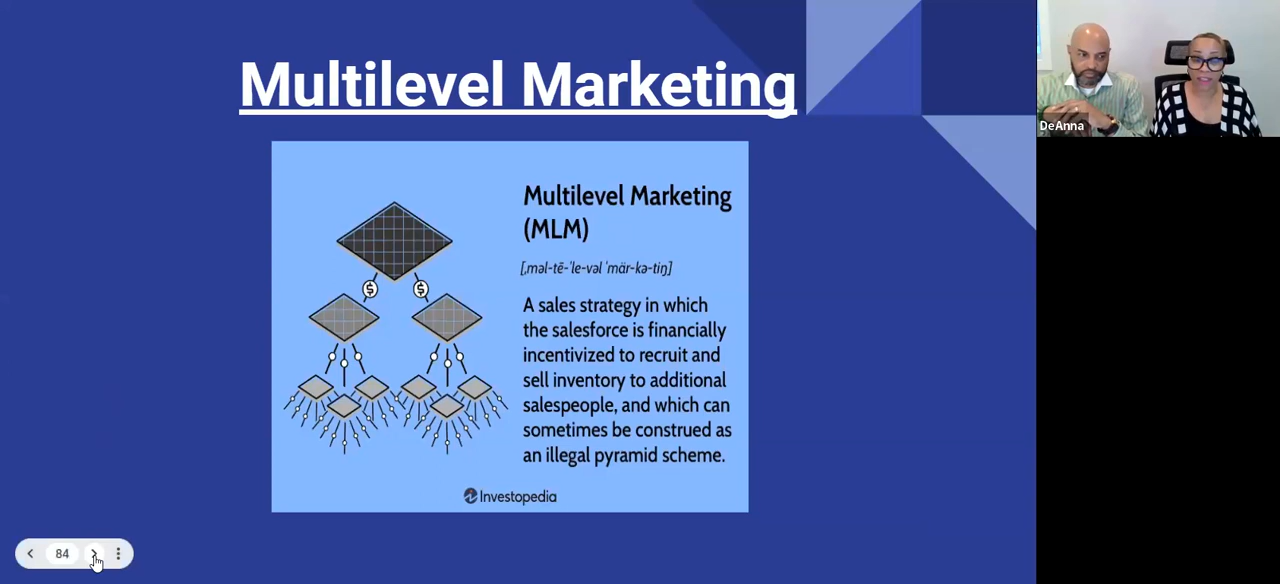 Multilevel Marketing
Multilevel Marketing
(MLM)
[ˌməl-tē-ˈle-vəl ˈmär-kə-tiŋ]
A sales strategy in which
the salesforce is financially
incentivized to recruit and
sell inventory to additional
salespeople, and which can
sometimes be construed as
an illegal pyramid scheme.
$ $
Investopedia
DeAnna
84